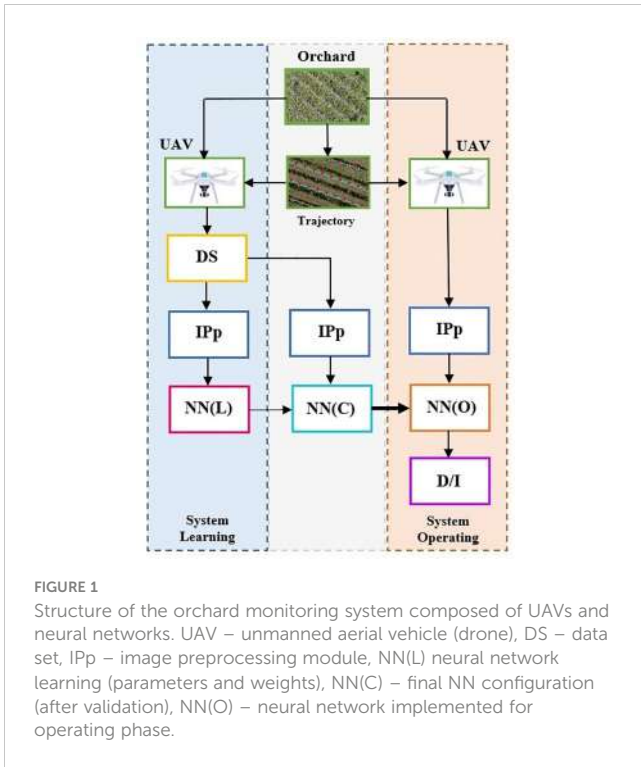 Orchard
UAV
UAV
Trajectory
DS
IPp
IPp
IPp
NN(L)
NN(C)
NN(O)
D/I
System
Learning
System
Operating
FIGURE 1
Structure of the orchard monitoring system composed of UAVs and
neural networks. UAV – unmanned aerial vehicle (drone), DS – data
set, IPp – image preprocessing module, NN(L) neural network
learning (parameters and weights), NN(C) – final NN configuration
(after validation), NN(O) – neural network implemented for
operating phase.